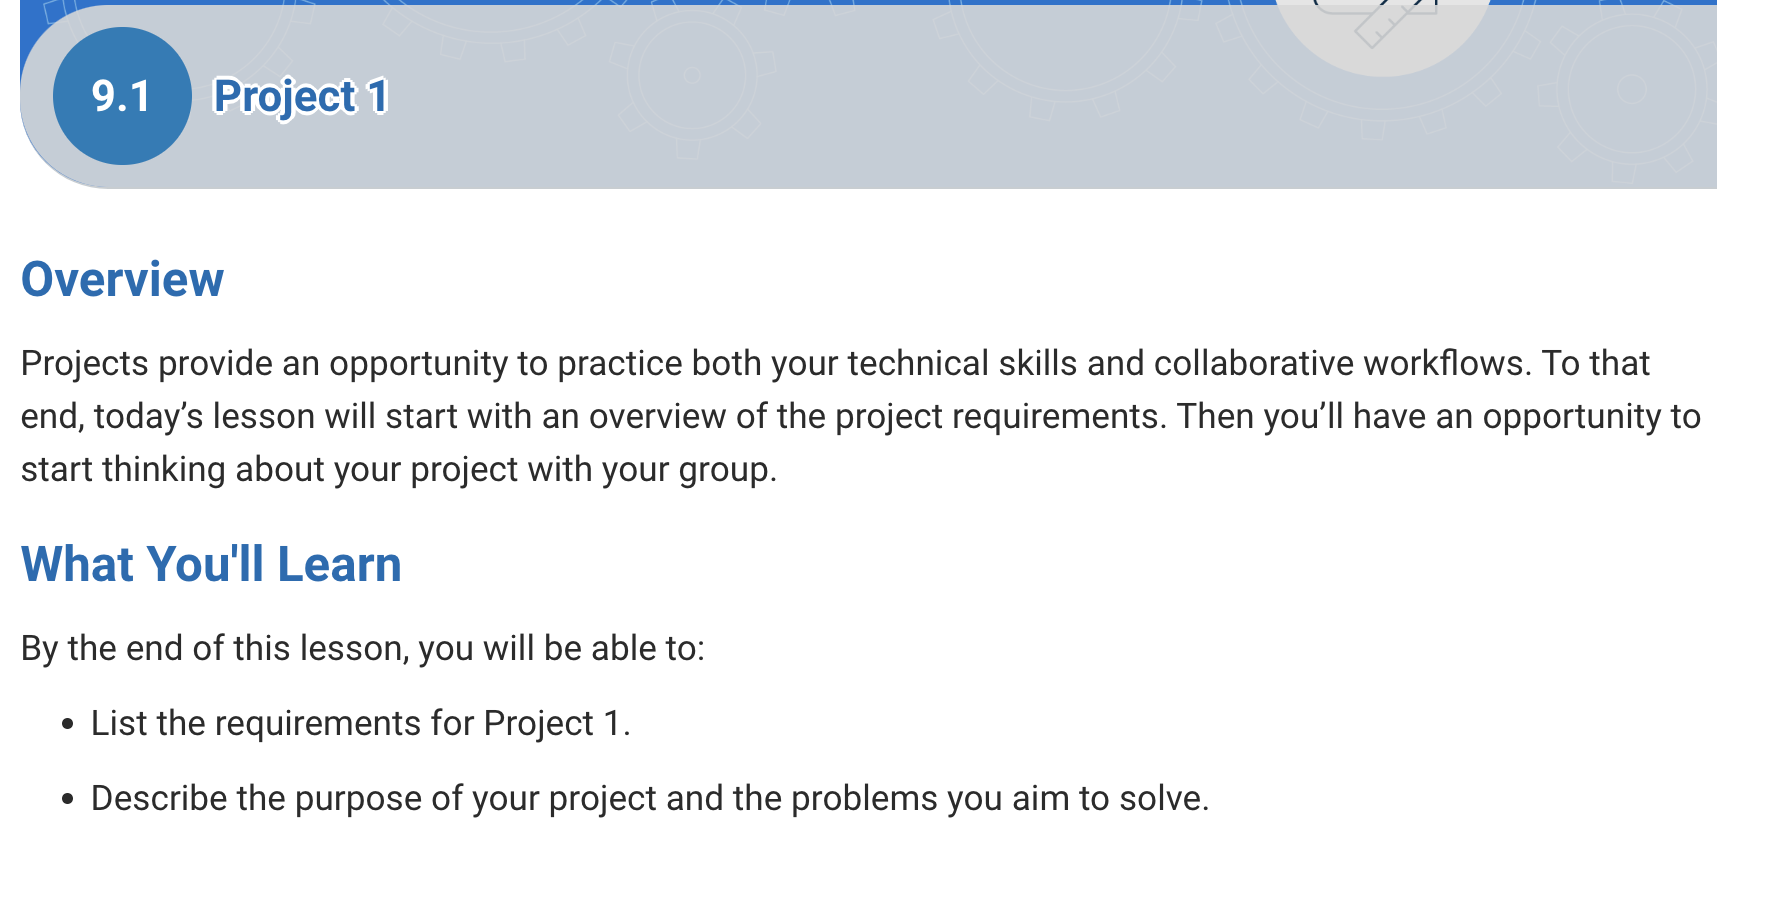 9.1
Project 1
Overview
Projects provide an opportunity to practice both your technical skills and collaborative workflows. To that
end, today’s lesson will start with an overview of the project requirements. Then you’ll have an opportunity to
start thinking about your project with your group.
What You'll Learn
By the end of this lesson, you will be able to:
• List the requirements for Project 1.
• Describe the purpose of your project and the problems you aim to solve.